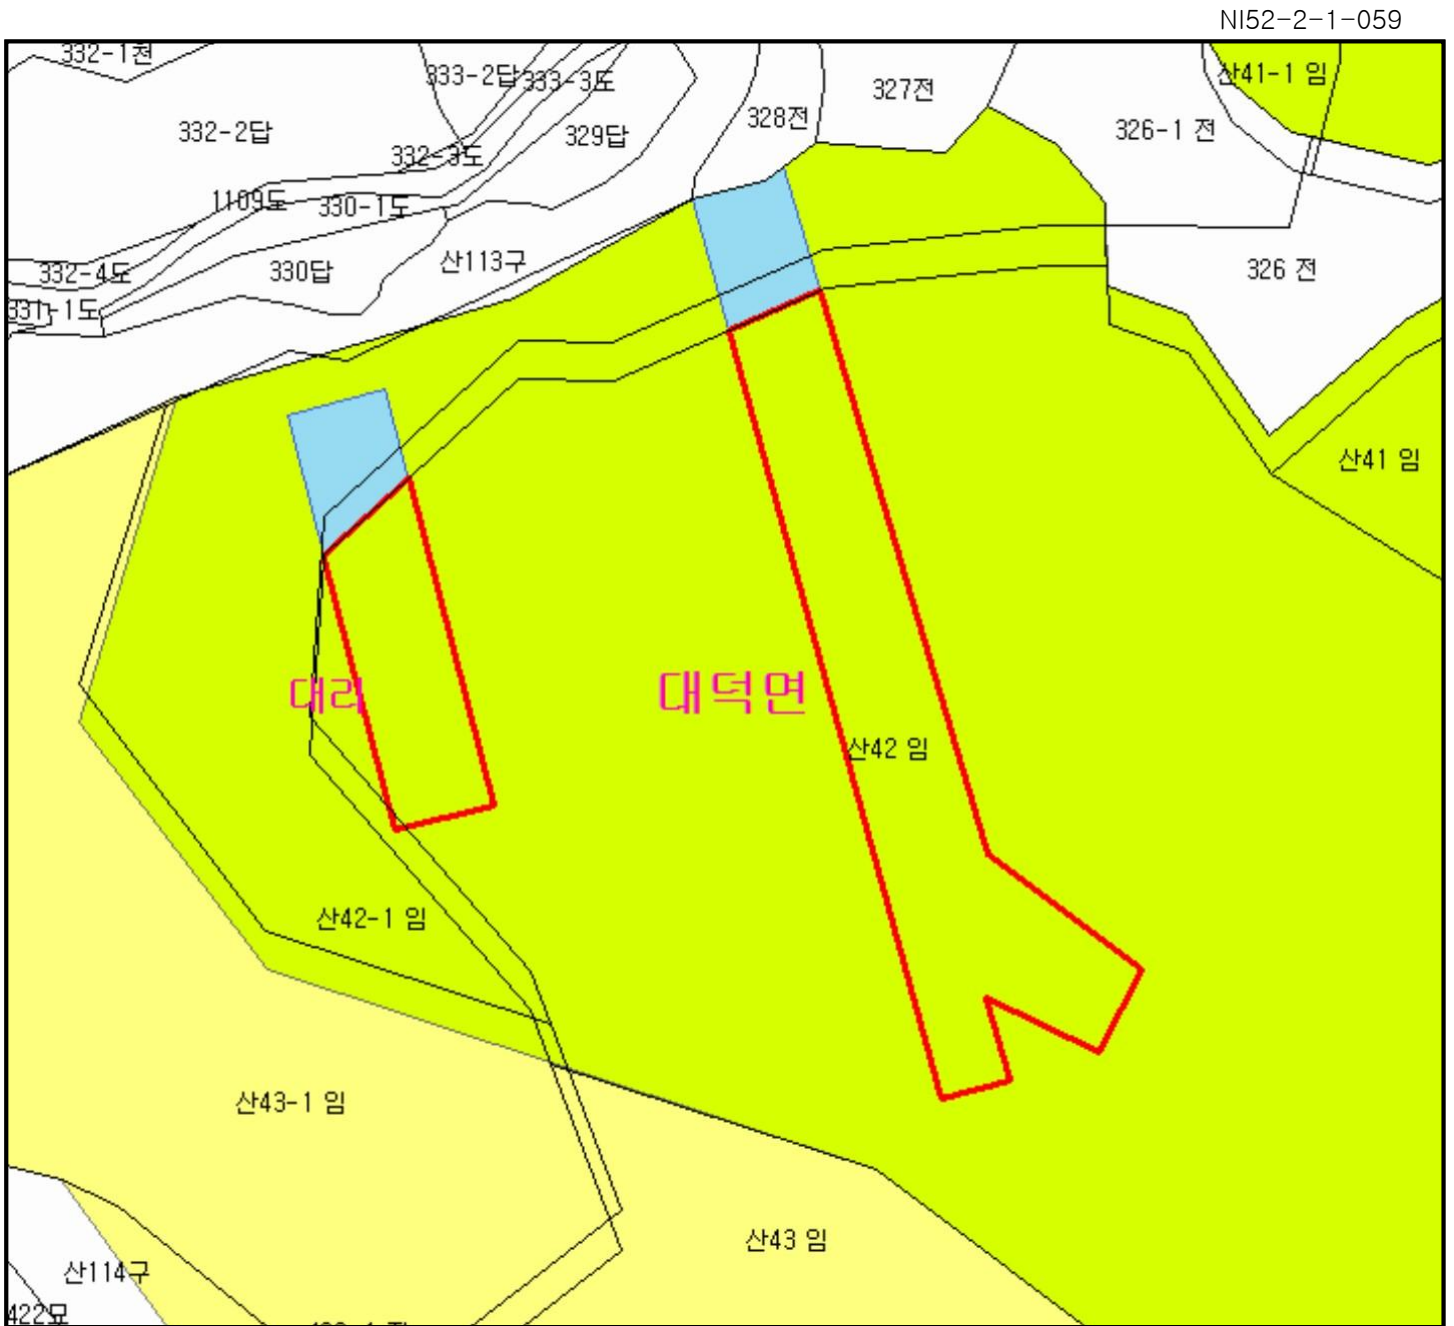 NI52-2-1-059
332-1천
333-2답
333-3도
327전
산41-1 임
332-2답
329답
328전
326-1 전
332-3도
1109도
330-1도
332-4도
330답
산113구
326 전
331-1도
산41 임
대리
대덕면
산42 임
산42-1 임
산43-1 임
산43 임
산114구
422묘